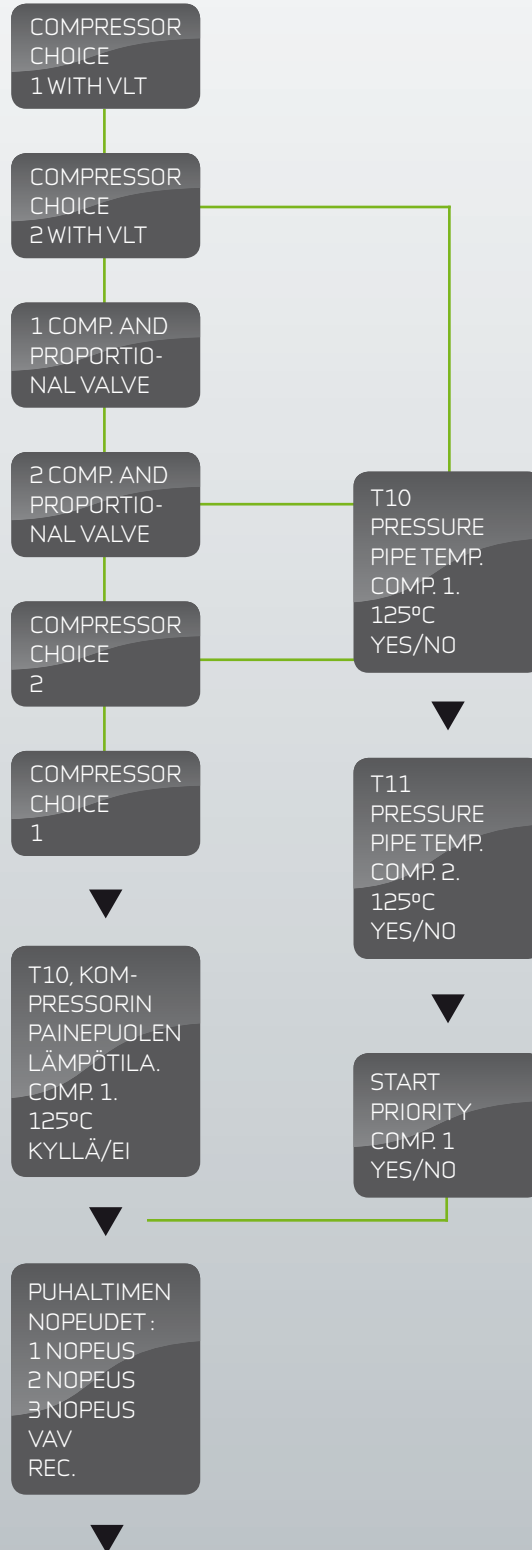 COMPRESSOR
CHOICE
1 WITH VLT
COMPRESSOR
CHOICE
2 WITH VLT
1 COMP. AND
PROPORTIO-
NAL VALVE
2 COMP. AND
PROPORTIO-
NAL VALVE
COMPRESSOR
CHOICE
2
COMPRESSOR
CHOICE
1
T10, KOM-
PRESSORIN
PAINEPUOLEN
LÄMPÖTILA.
COMP. 1.
125ºC
KYLLÄ/EI
T10
PRESSURE
PIPE TEMP.
COMP. 1.
125ºC
YES/NO
T11
PRESSURE
PIPE TEMP.
COMP. 2.
125ºC
YES/NO
START
PRIORITY
COMP. 1
YES/NO
PUHALTIMEN
NOPEUDET :
1 NOPEUS
2 NOPEUS
3 NOPEUS
VAV
REC.